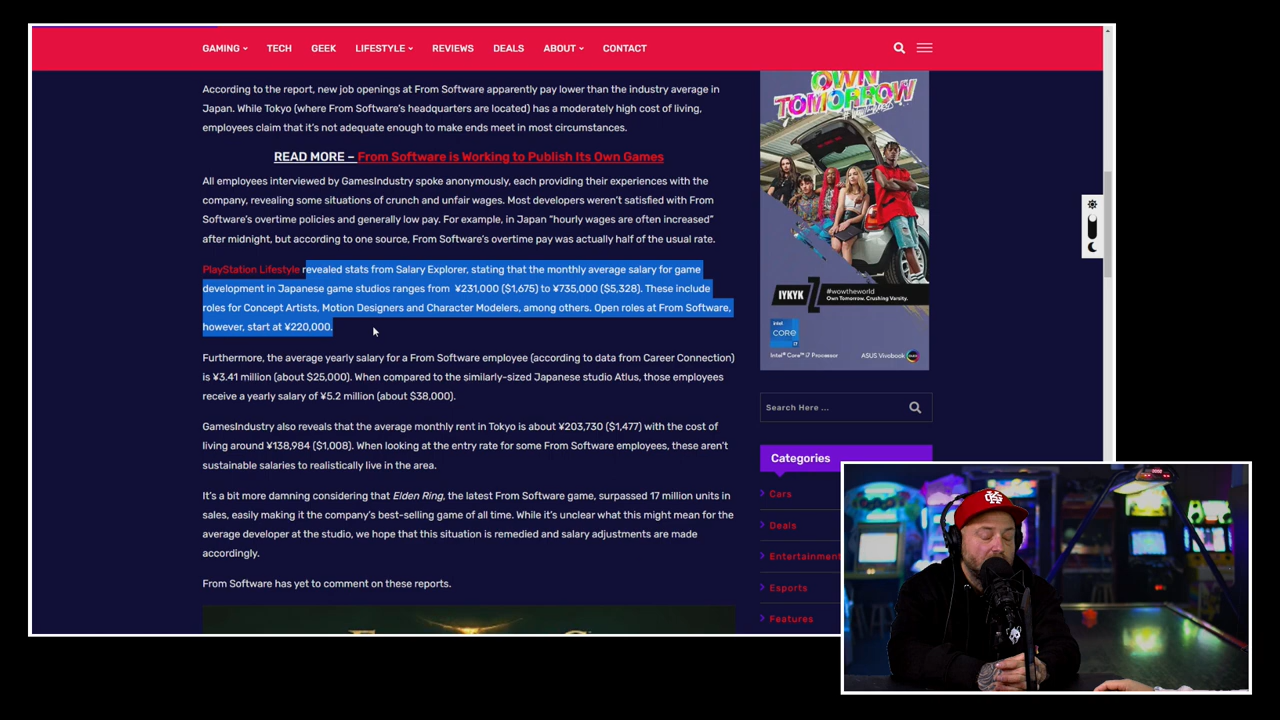 GAMING TECH GEEK LIFESTYLE REVIEWS DEALS ABOUT CONTACT
According to the report, new job openings at From Software apparently pay lower than the industry average in
Japan. While Tokyo (where From Software's headquarters are located) has a moderately high cost of living,
employees claim that it's not adequate enough to make ends meet in most circumstances.
READ MORE – From Software is Working to Publish Its Own Games
All employees interviewed by GamesIndustry spoke anonymously, each providing their experiences with the
company, revealing some situations of crunch and unfair wages. Most developers weren't satisfied with From
Software's overtime policies and generally low pay. For example, in Japan "hourly wages are often increased"
after midnight, but according to one source, From Software's overtime pay was actually half of the usual rate.
PlayStation Lifestyle revealed stats from Salary Explorer, stating that the monthly average salary for game
development in Japanese game studios ranges from ¥231,000 ($1,675) to ¥735,000 ($5,328). These include
roles for Concept Artists, Motion Designers and Character Modelers, among others. Open roles at From Software,
however, start at ¥220,000.
Furthermore, the average yearly salary for a From Software employee (according to data from Career Connection)
is ¥3.41 million (about $25,000). When compared to the similarly-sized Japanese studio Atlus, those employees
receive a yearly salary of ¥5.2 million (about $38,000).
GamesIndustry also reveals that the average monthly rent in Tokyo is about ¥203,730 ($1,477) with the cost of
living around ¥138,984 ($1,008). When looking at the entry rate for some From Software employees, these aren't
sustainable salaries to realistically live in the area.
It's a bit more damning considering that Elden Ring, the latest From Software game, surpassed 17 million units in
sales, easily making it the company's best-selling game of all time. While it's unclear what this might mean for the
average developer at the studio, we hope that this situation is remedied and salary adjustments are made
accordingly.
From Software has yet to comment on these reports.
OWN
TOMORROW
IYKYK
#wowtheworld
Own Tomorrow. Crushing Varsity.
intel
CORE
i7
Intel® Core™ i7 Processor
ASUS Vivobook
Search Here ...
Categories
Cars
Deals
Entertainment
Esports
Features